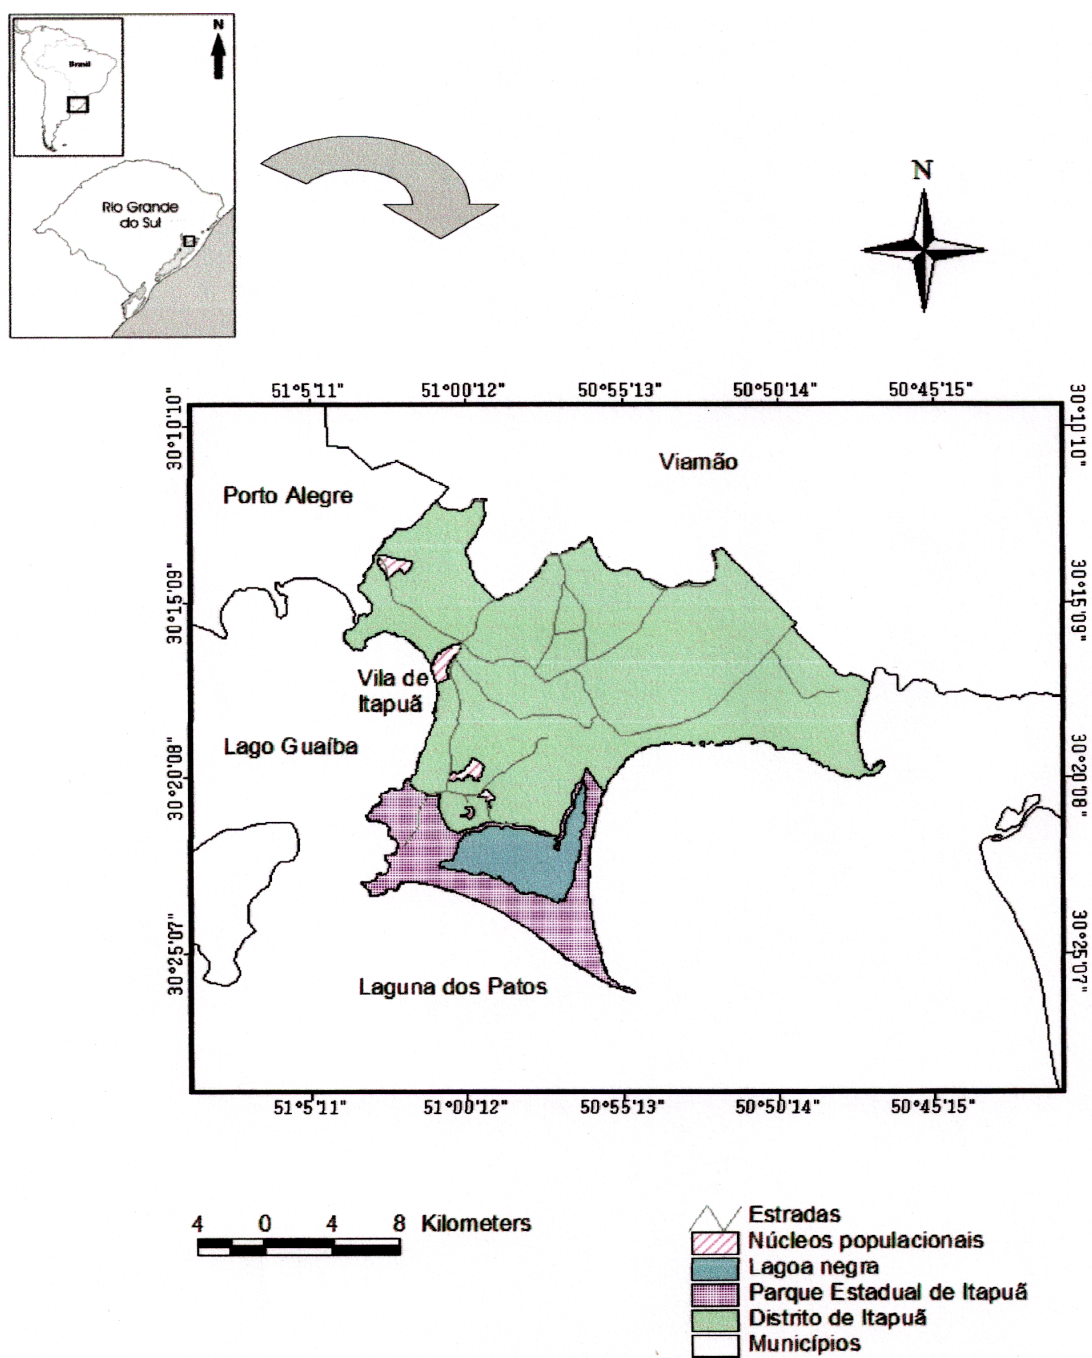 N
Brasil
Rio Grande
do Sul
N
51°5'11"
51°00'12"
50°55'13"
50°50'14"
50°45'15"
30°10'10"
30°10'10"
Viamão
Porto Alegre
30°15'09"
30°15'09"
Vila de
Itapuã
Lago Guaíba
30°20'08"
30°20'08"
30°25'07"
30°25'07"
Laguna dos Patos
51°5'11"
51°00'12"
50°55'13"
50°50'14"
50°45'15"
4 0 4 8 Kilometers
Estradas
Núcleos populacionais
Lagoa negra
Parque Estadual de Itapuã
Distrito de Itapuã
Municípios